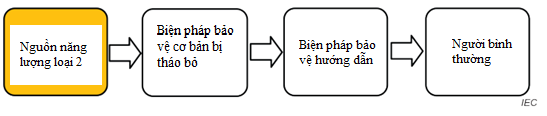 Nguồn năng
lượng loại 2
Biện pháp bảo
vệ cơ bản bị
tháo bỏ
Biện pháp bảo
vệ hướng dẫn
Người bình
thường
IEC